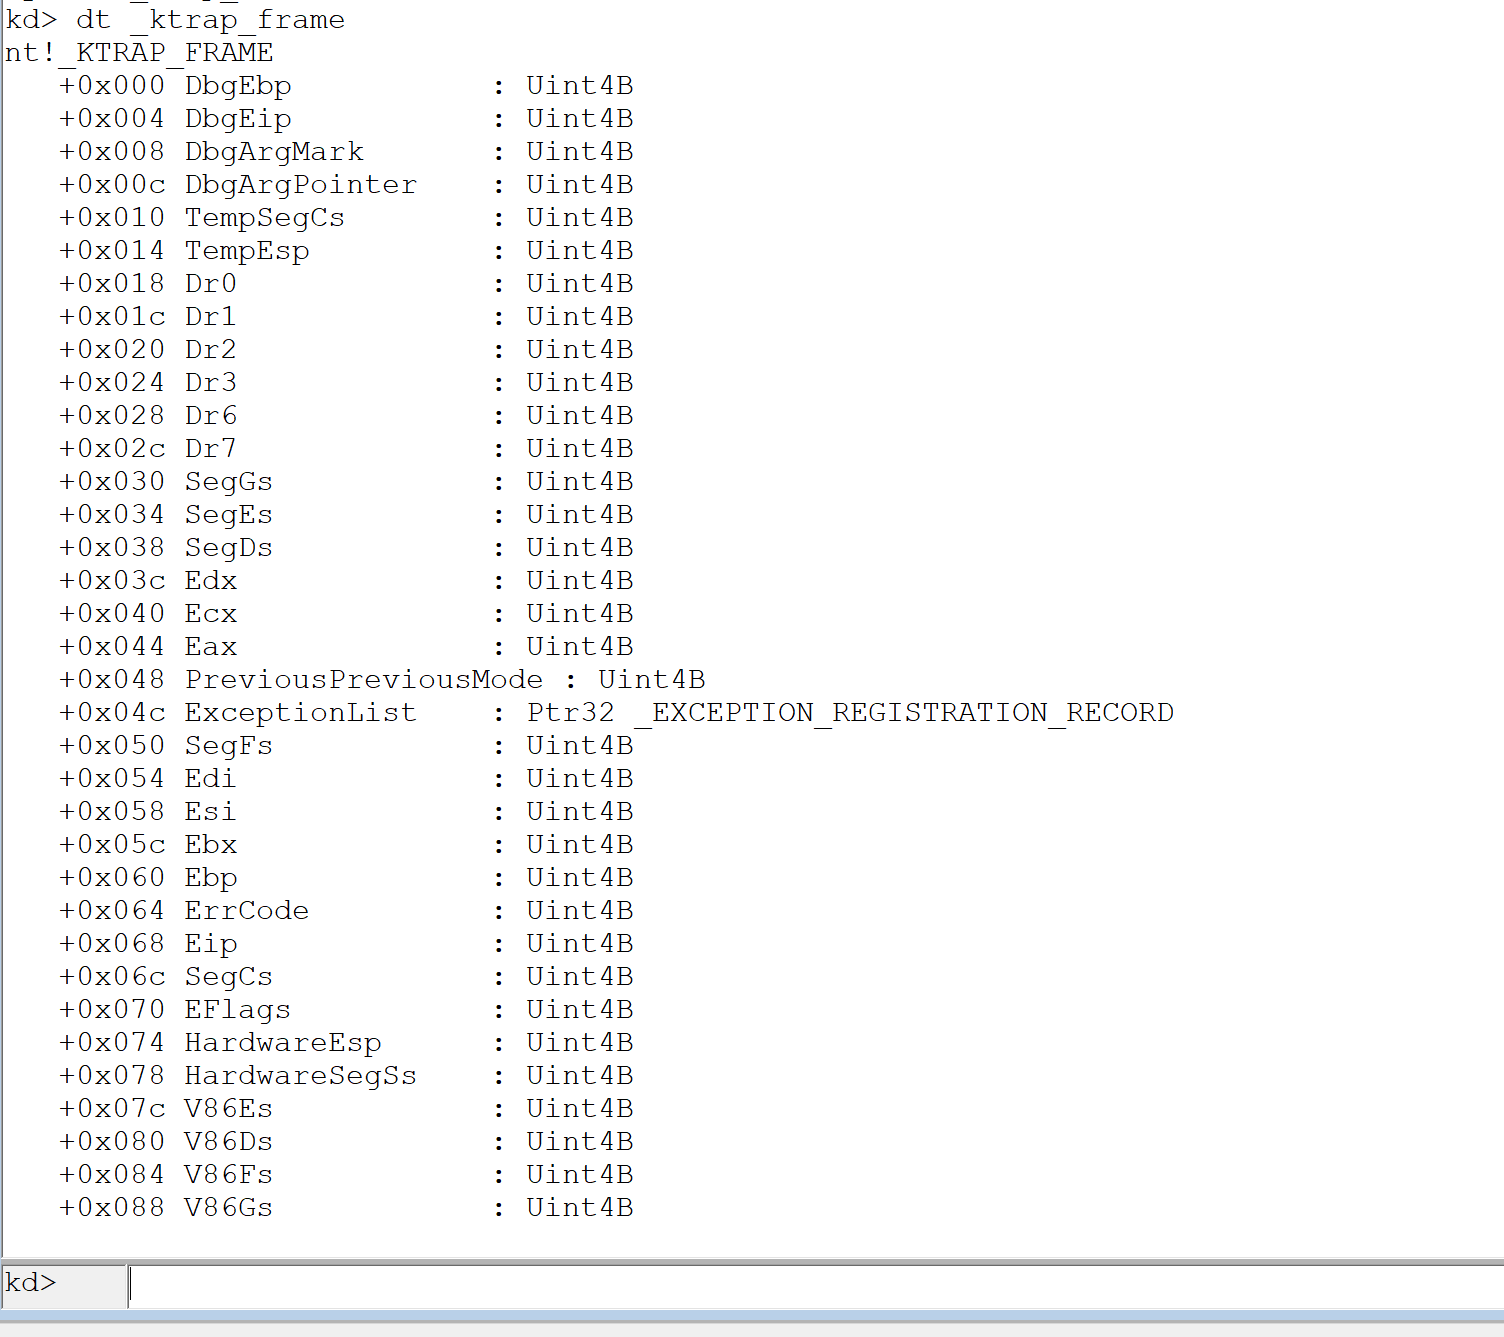 kd> dt _ktrap_frame
nt!_KTRAP_FRAME
   +0x000 DbgEbp           : Uint4B
   +0x004 DbgEip           : Uint4B
   +0x008 DbgArgMark       : Uint4B
   +0x00c DbgArgPointer    : Uint4B
   +0x010 TempSegCs        : Uint4B
   +0x014 TempEsp          : Uint4B
   +0x018 Dr0              : Uint4B
   +0x01c Dr1              : Uint4B
   +0x020 Dr2              : Uint4B
   +0x024 Dr3              : Uint4B
   +0x028 Dr6              : Uint4B
   +0x02c Dr7              : Uint4B
   +0x030 SegGs            : Uint4B
   +0x034 SegEs            : Uint4B
   +0x038 SegDs            : Uint4B
   +0x03c Edx              : Uint4B
   +0x040 Ecx              : Uint4B
   +0x044 Eax              : Uint4B
   +0x048 PreviousPreviousMode : Uint4B
   +0x04c ExceptionList    : Ptr32 _EXCEPTION_REGISTRATION_RECORD
   +0x050 SegFs            : Uint4B
   +0x054 Edi              : Uint4B
   +0x058 Esi              : Uint4B
   +0x05c Ebx              : Uint4B
   +0x060 Ebp              : Uint4B
   +0x064 ErrCode          : Uint4B
   +0x068 Eip              : Uint4B
   +0x06c SegCs            : Uint4B
   +0x070 EFlags           : Uint4B
   +0x074 HardwareEsp      : Uint4B
   +0x078 HardwareSegSs    : Uint4B
   +0x07c V86Es            : Uint4B
   +0x080 V86Ds            : Uint4B
   +0x084 V86Fs            : Uint4B
   +0x088 V86Gs            : Uint4B
kd>